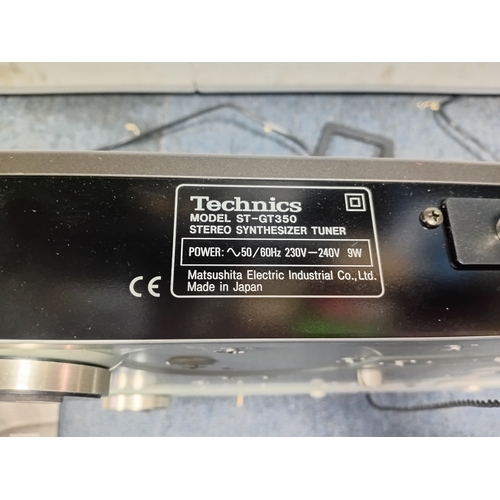 Technics
MODEL ST-GT350
STEREO SYNTHESIZER TUNER
POWER: ∿50/60Hz 230V—240V 9W
Matsushita Electric Industrial Co., Ltd.
Made in Japan
CE